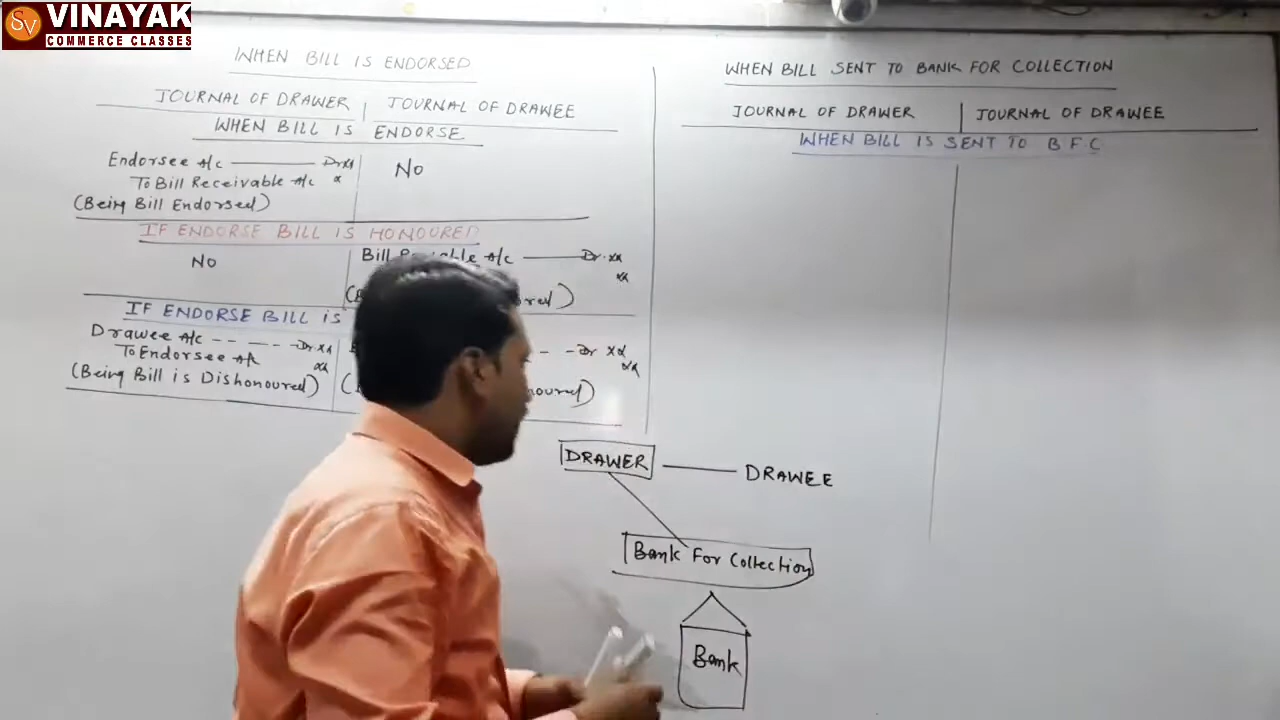 SV VINAYAK
COMMERCE CLASSES
WHEN BILL IS ENDORSED
JOURNAL OF DRAWER | JOURNAL OF DRAWEE
WHEN BILL IS ENDORSE
Endorsee A/c ——— Dr xx
To Bill Receivable A/c x
(Being Bill Endorsed)
No
IF ENDORSE BILL IS HONOURED
No
Bill A/c ——— Dr. xx
xx
IF ENDORSE BILL IS
Drawee A/c - - - - - Dr xx
To Endorsee A/c
xx
(Being Bill is Dishonoured)
- - Dr xx
xx
WHEN BILL SENT TO BANK FOR COLLECTION
JOURNAL OF DRAWER | JOURNAL OF DRAWEE
WHEN BILL IS SENT TO B F C
DRAWER ——— DRAWEE
Bank For Collection
Bank